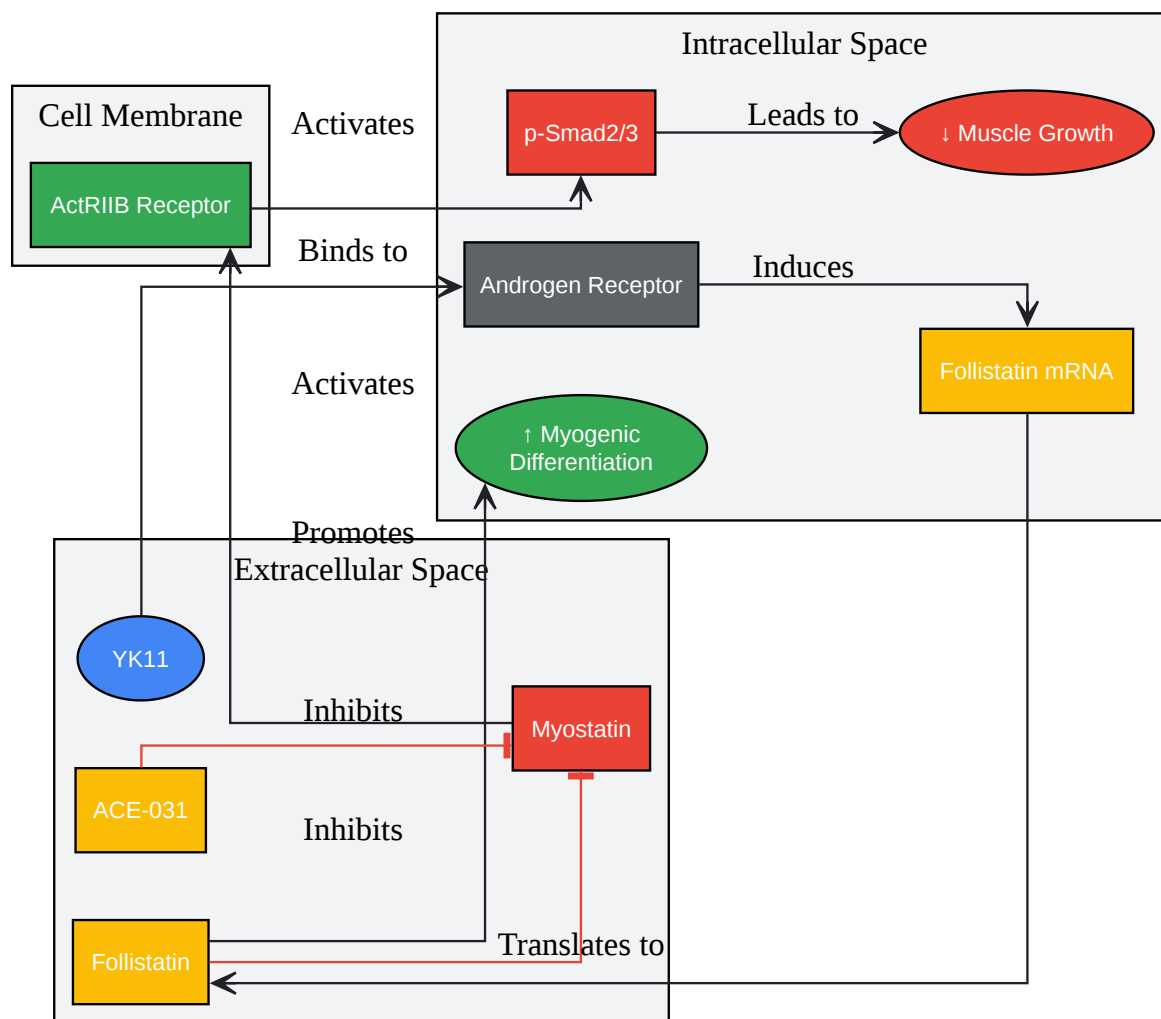 Intracellular Space
Cell Membrane
Activates
p-Smad2/3
Leads to
↓ Muscle Growth
ActRIIB Receptor
Binds to
Androgen Receptor
Induces
Follistatin mRNA
Activates
↑ Myogenic
Differentiation
Promotes
Extracellular Space
YK11
Inhibits
Myostatin
ACE-031
Inhibits
Follistatin
Translates to